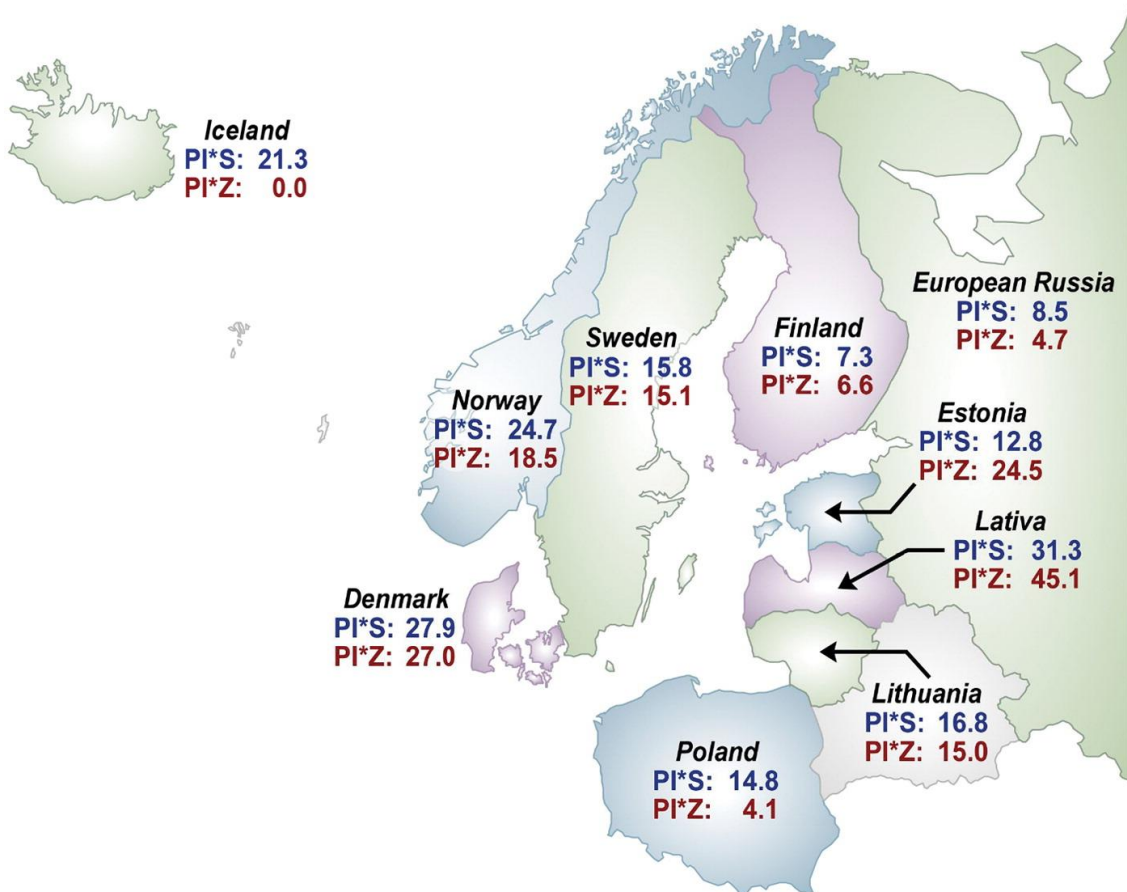 Iceland
PI*S: 21.3
PI*Z: 0.0
European Russia
PI*S: 8.5
PI*Z: 4.7
Finland
PI*S: 7.3
PI*Z: 6.6
Sweden
PI*S: 15.8
PI*Z: 15.1
Norway
PI*S: 24.7
PI*Z: 18.5
Estonia
PI*S: 12.8
PI*Z: 24.5
Lativa
PI*S: 31.3
PI*Z: 45.1
Denmark
PI*S: 27.9
PI*Z: 27.0
Lithuania
PI*S: 16.8
PI*Z: 15.0
Poland
PI*S: 14.8
PI*Z: 4.1